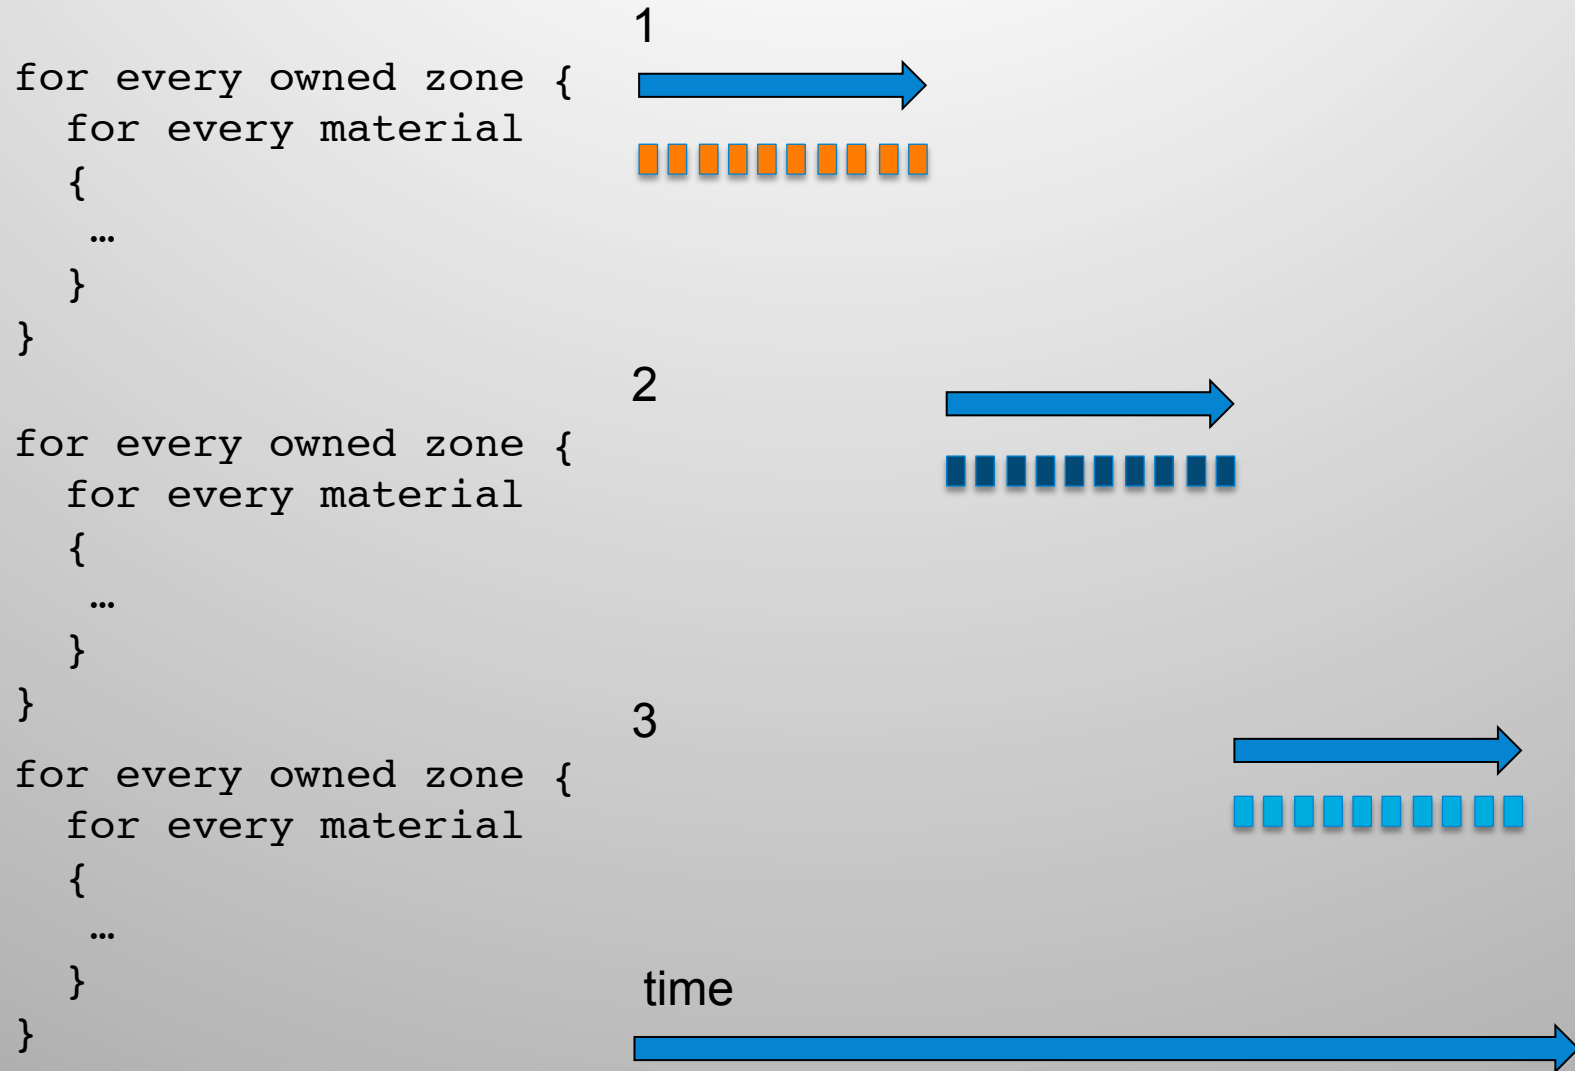 1
for every owned zone {
for every material
{
…
}
}
2
for every owned zone {
for every material
{
…
}
}
3
for every owned zone {
for every material
{
…
}
}
time